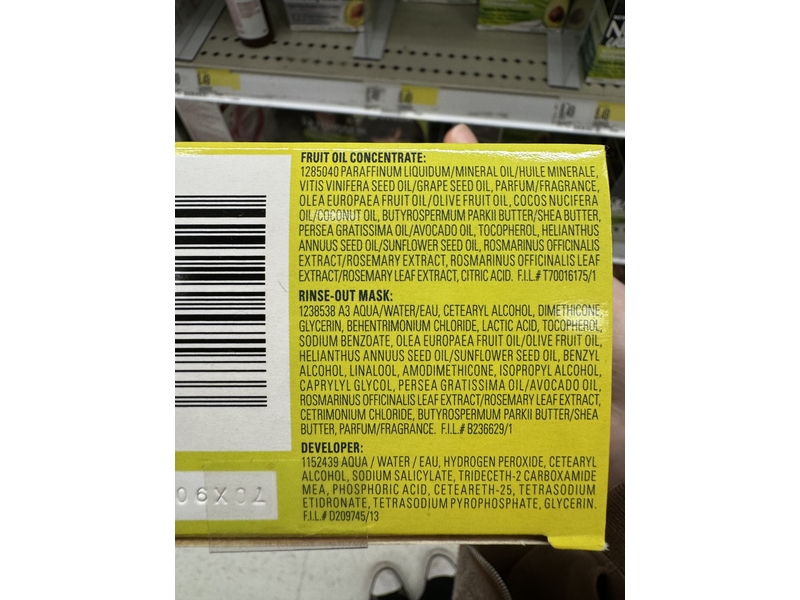 FRUIT OIL CONCENTRATE:
1285040 PARAFFINUM LIQUIDUM/MINERAL OIL/HUILE MINERALE,
VITIS VINIFERA SEED OIL/GRAPE SEED OIL, PARFUM/FRAGRANCE,
OLEA EUROPAEA FRUIT OIL/OLIVE FRUIT OIL, COCOS NUCIFERA
OIL/COCONUT OIL, BUTYROSPERMUM PARKII BUTTER/SHEA BUTTER,
PERSEA GRATISSIMA OIL/AVOCADO OIL, TOCOPHEROL, HELIANTHUS
ANNUUS SEED OIL/SUNFLOWER SEED OIL, ROSMARINUS OFFICINALIS
EXTRACT/ROSEMARY EXTRACT, ROSMARINUS OFFICINALIS LEAF
EXTRACT/ROSEMARY LEAF EXTRACT, CITRIC ACID. F.I.L.# T70016175/1
RINSE-OUT MASK:
1238538 A3 AQUA/WATER/EAU, CETEARYL ALCOHOL, DIMETHICONE,
GLYCERIN, BEHENTRIMONIUM CHLORIDE, LACTIC ACID, TOCOPHEROL,
SODIUM BENZOATE, OLEA EUROPAEA FRUIT OIL/OLIVE FRUIT OIL,
HELIANTHUS ANNUUS SEED OIL/SUNFLOWER SEED OIL, BENZYL
ALCOHOL, LINALOOL, AMODIMETHICONE, ISOPROPYL ALCOHOL,
CAPRYLYL GLYCOL, PERSEA GRATISSIMA OIL/AVOCADO OIL,
ROSMARINUS OFFICINALIS LEAF EXTRACT/ROSEMARY LEAF EXTRACT,
CETRIMONIUM CHLORIDE, BUTYROSPERMUM PARKII BUTTER/SHEA
BUTTER, PARFUM/FRAGRANCE. F.I.L.# B236629/1
DEVELOPER:
1152439 AQUA / WATER / EAU, HYDROGEN PEROXIDE, CETEARYL
ALCOHOL, SODIUM SALICYLATE, TRIDECETH-2 CARBOXAMIDE
MEA, PHOSPHORIC ACID, CETEARETH-25, TETRASODIUM
ETIDRONATE, TETRASODIUM PYROPHOSPHATE, GLYCERIN.
F.I.L.# D209745/13